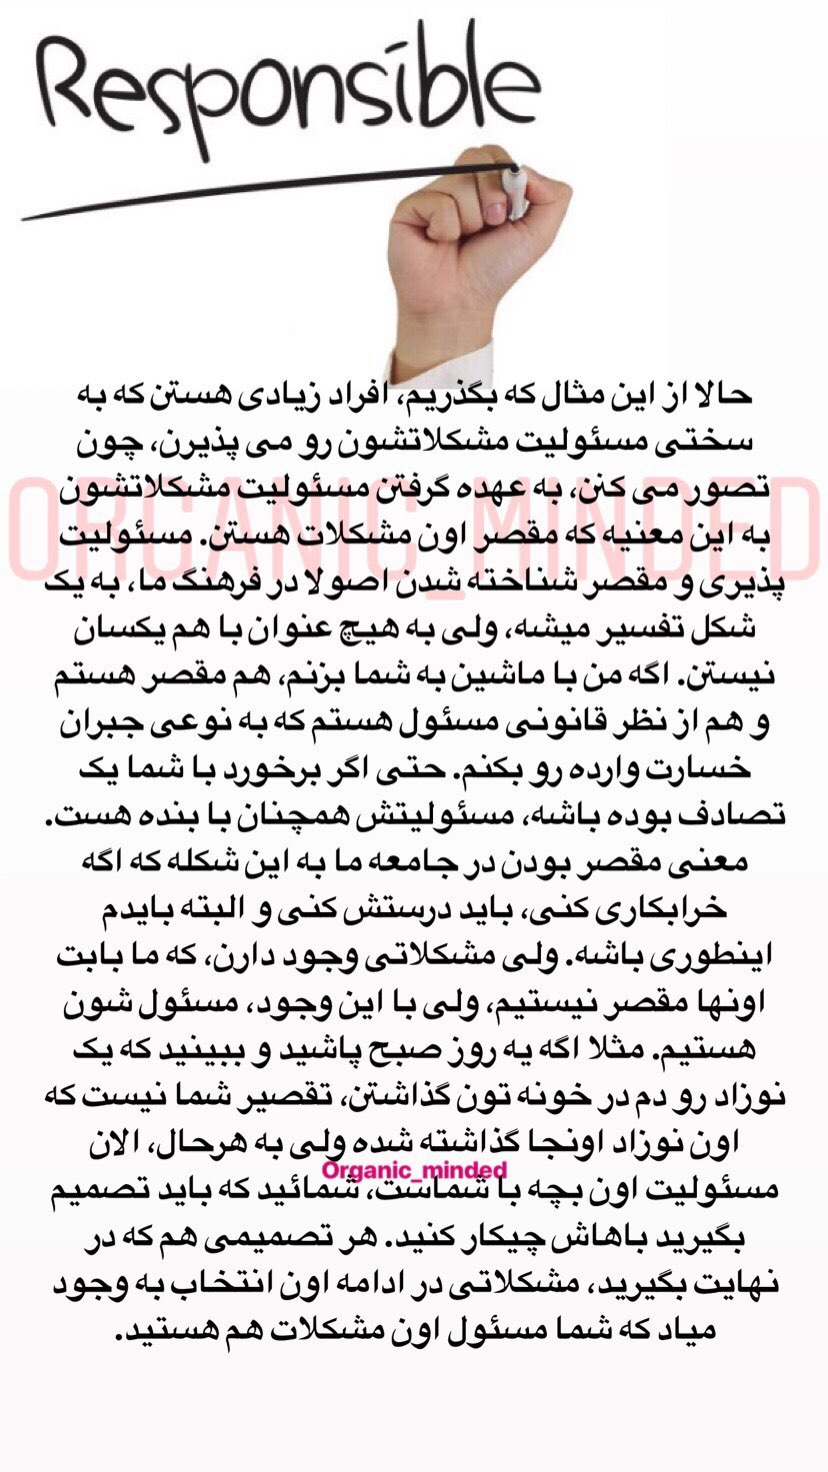 Responsible
حالا از این مثال که بگذریم، افراد زیادی هستن که به
سختی مسئولیت مشکلاتشون رو می پذیرن، چون
تصور می کنن، به عهده گرفتن مسئولیت مشکلاتشون
ORGANIC_MINDED
به این معنیه که مقصر اون مشکلات هستن. مسئولیت
پذیری و مقصر شناخته شدن اصولا در فرهنگ ما، به یک
شکل تفسیر میشه، ولی به هیچ عنوان با هم یکسان
نیستن. اگه من با ماشین به شما بزنم، هم مقصر هستم
و هم از نظر قانونی مسئول هستم که به نوعی جبران
خسارت وارده رو بکنم. حتی اگر برخورد با شما یک
تصادف بوده باشه، مسئولیتش همچنان با بنده هست.
معنی مقصر بودن در جامعه ما به این شکله که اگه
خرابکاری کنی، باید درستش کنی و البته بایدم
اینطوری باشه. ولی مشکلاتی وجود دارن، که ما بابت
اونها مقصر نیستیم، ولی با این وجود، مسئول شون
هستیم. مثلا اگه یه روز صبح پاشید و ببینید که یک
نوزاد رو دم در خونه تون گذاشتن، تقصیر شما نیست که
اون نوزاد اونجا گذاشته شده ولی به هرحال، الان
Organic_minded
مسئولیت اون بچه با شماست، شمائید که باید تصمیم
بگیرید باهاش چیکار کنید. هر تصمیمی هم که در
نهایت بگیرید، مشکلاتی در ادامه اون انتخاب به وجود
میاد که شما مسئول اون مشکلات هم هستید.